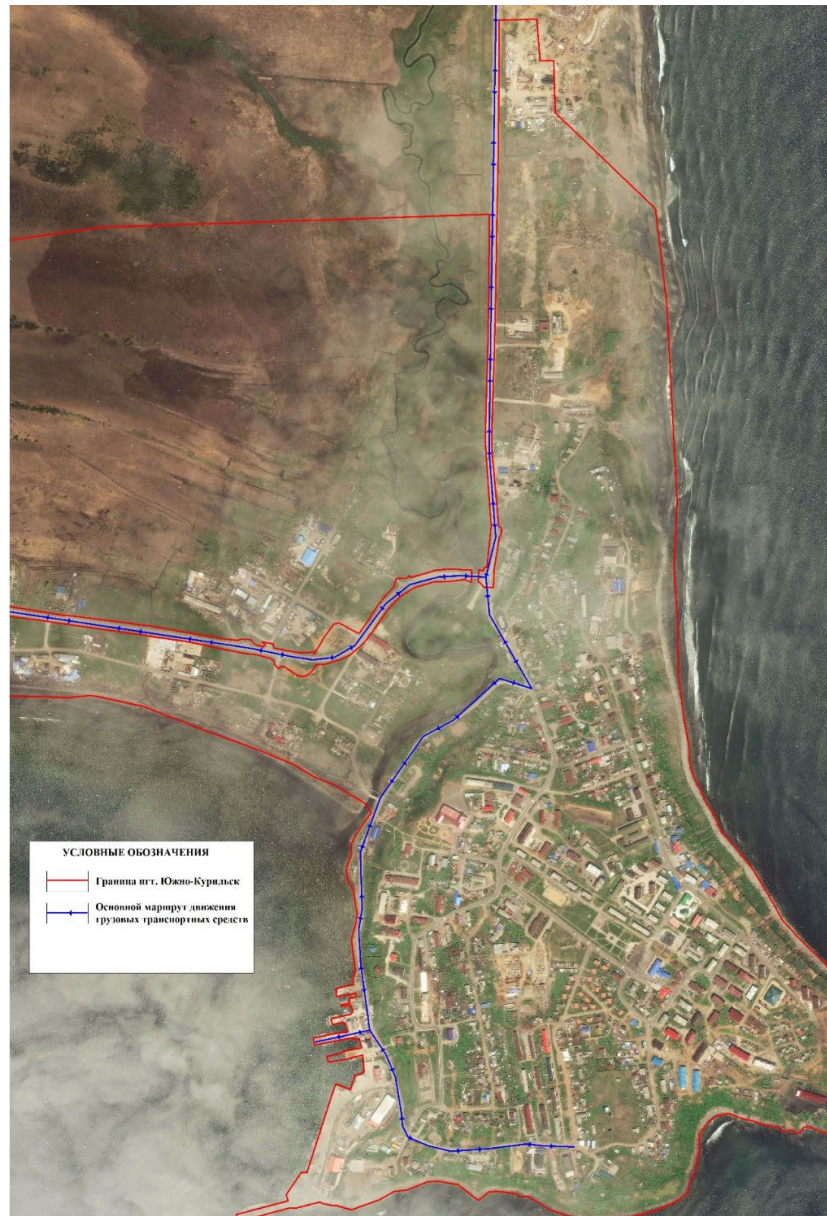 УСЛОВНЫЕ ОБОЗНАЧЕНИЯ
Граница пгт. Южно-Курильск
Основной маршрут движения
грузовых транспортных средств